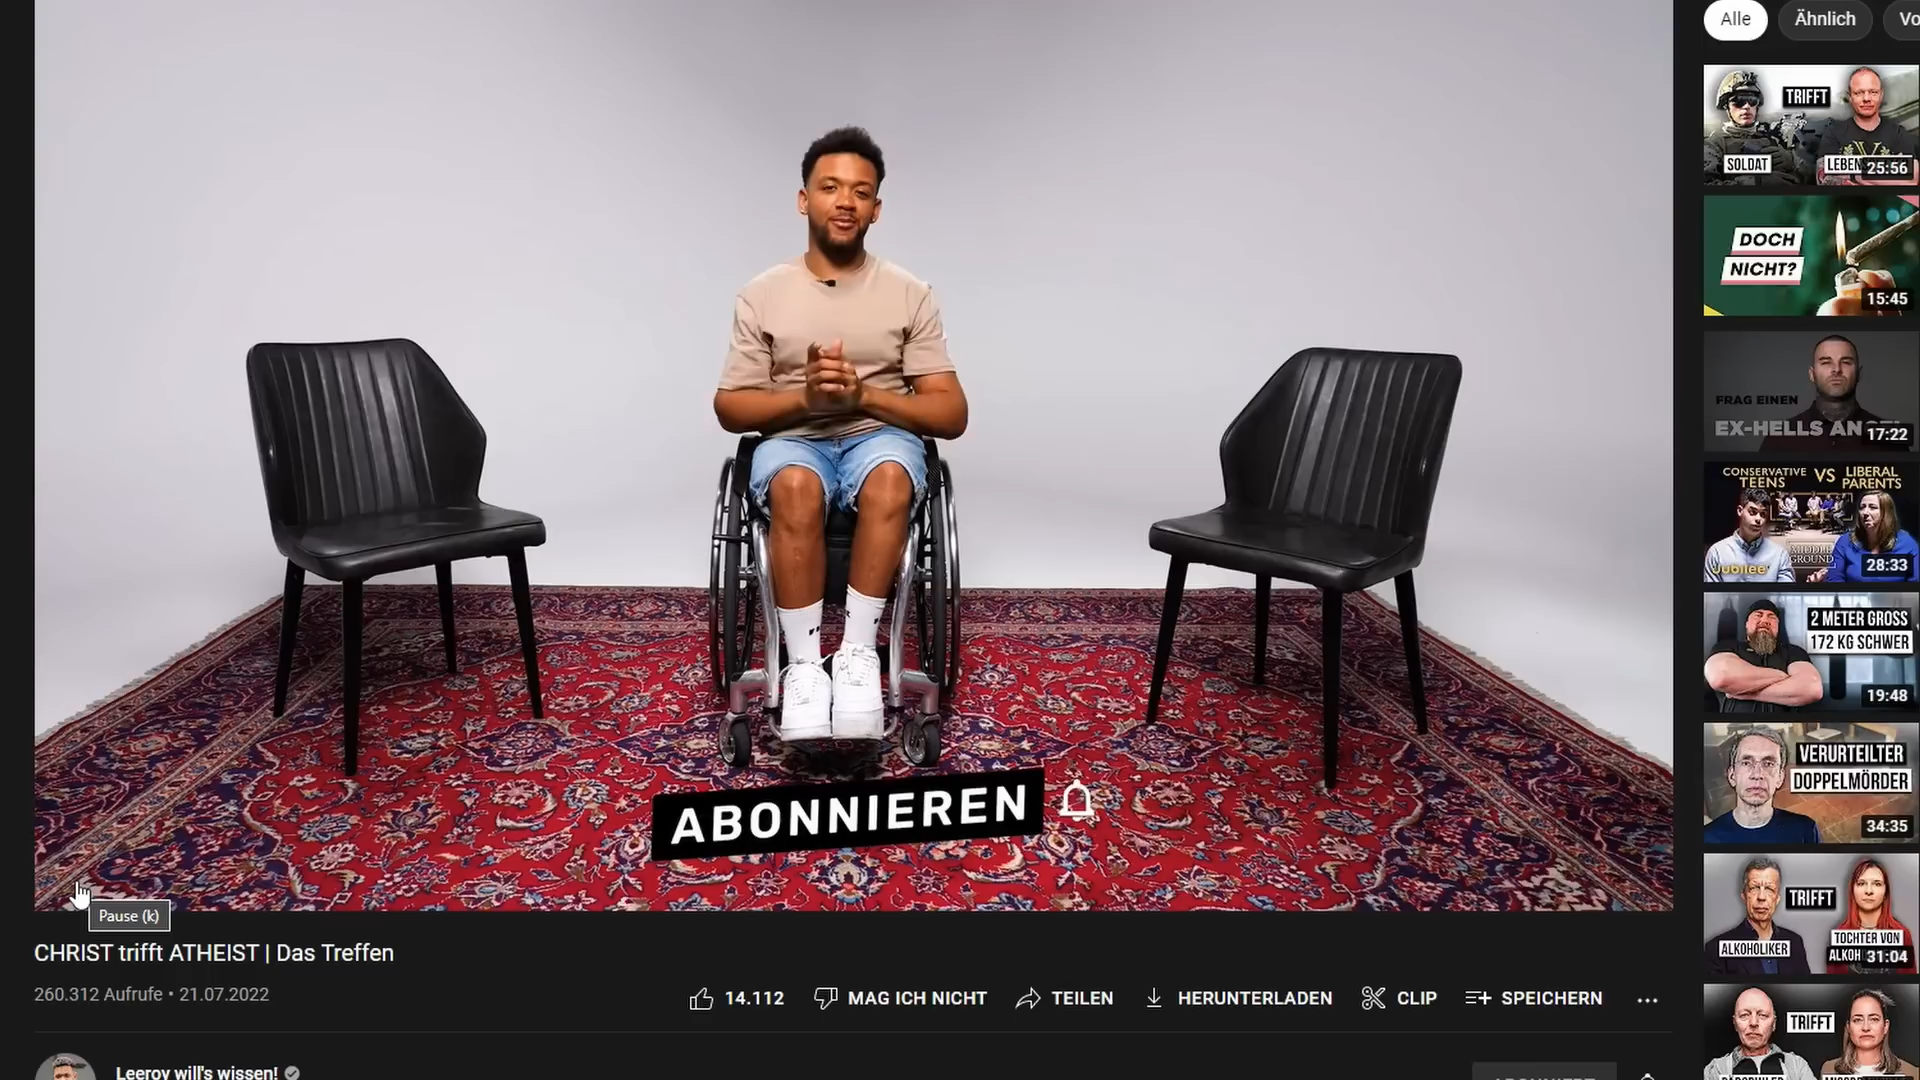 Alle
Ähnlich
TRIFFT
SOLDAT
25:56
DOCH
NICHT?
15:45
FRAG EINEN
17:22
CONSERVATIVE TEENS VS LIBERAL PARENTS
MIDDLE GROUND
Jubilee
28:33
2 METER GROSS
172 KG SCHWER
19:48
VERURTEILTER
DOPPELMÖRDER
34:35
TRIFFT
ALKOHOLIKER
TOCHTER VON
31:04
TRIFFT
ABONNIEREN
Pause (k)
CHRIST trifft ATHEIST | Das Treffen
260.312 Aufrufe • 21.07.2022
14.112
MAG ICH NICHT
TEILEN
HERUNTERLADEN
CLIP
SPEICHERN
Leeroy will's wissen!